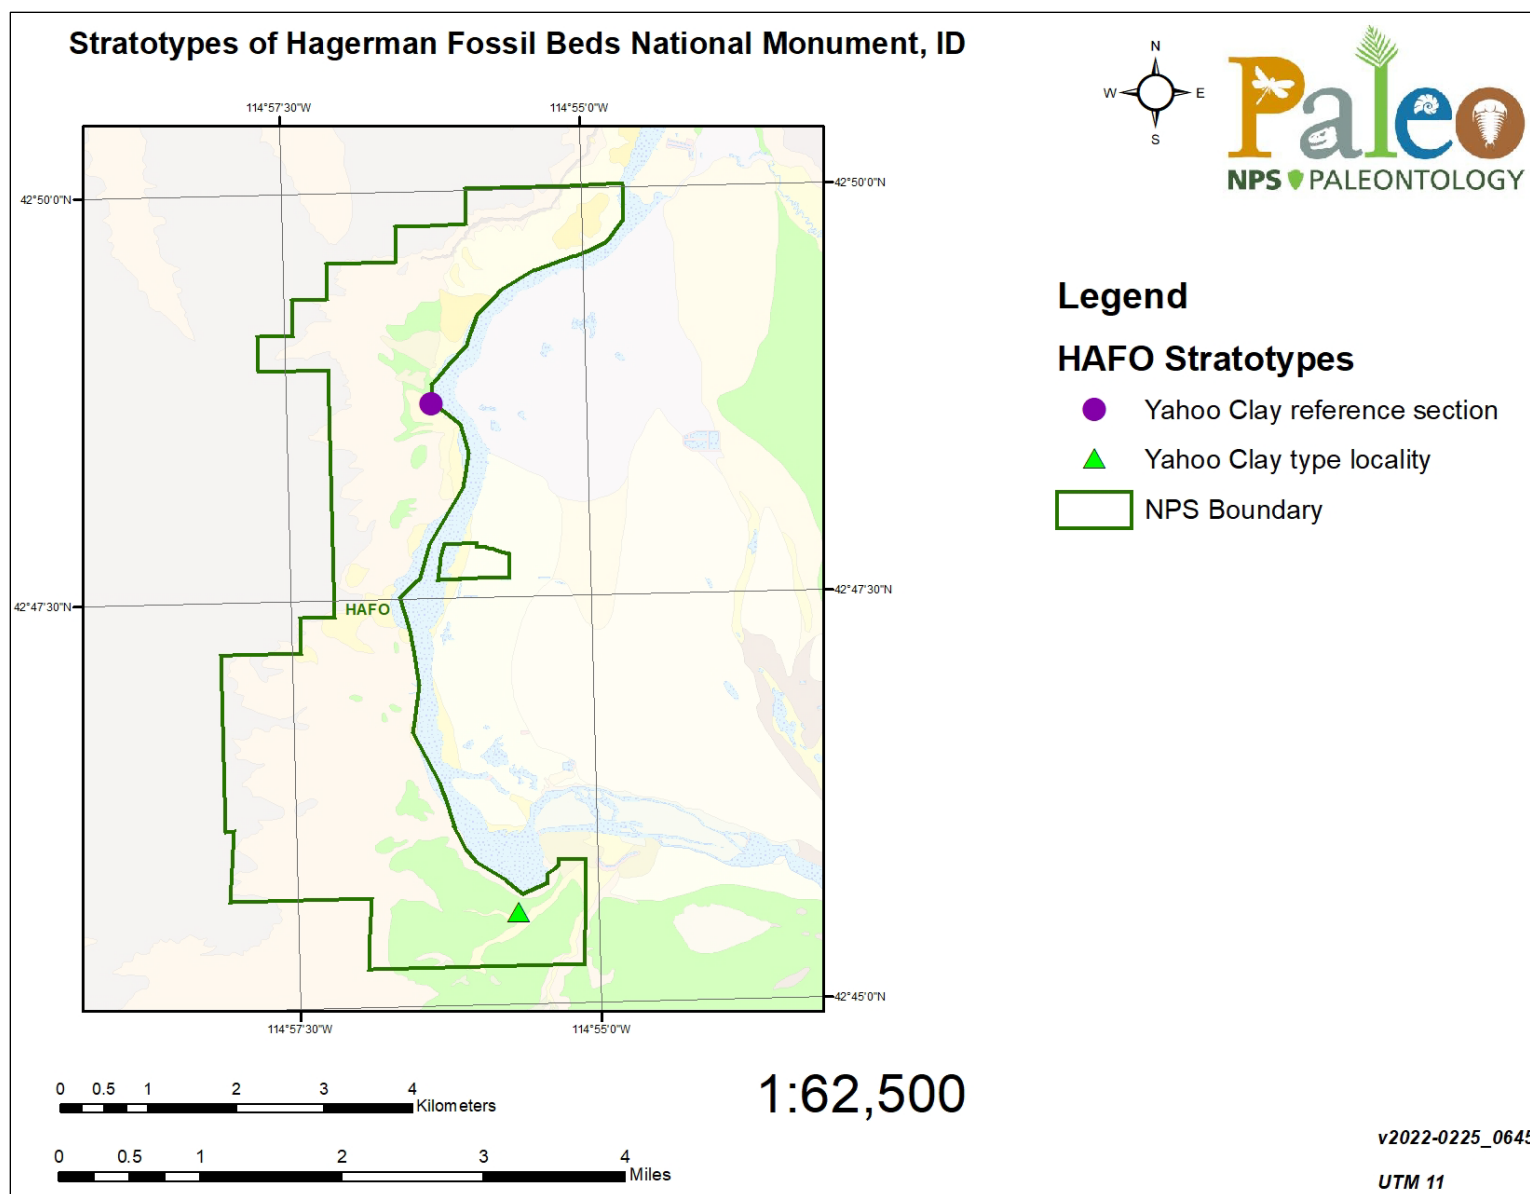 Stratotypes of Hagerman Fossil Beds National Monument, ID
N
W E
S
Paleo
NPS PALEONTOLOGY
114°57'30"W 114°55'0"W
42°50'0"N 42°50'0"N
Legend
HAFO Stratotypes
Yahoo Clay reference section
Yahoo Clay type locality
NPS Boundary
42°47'30"N 42°47'30"N
HAFO
42°45'0"N
114°57'30"W 114°55'0"W
0 0.5 1 2 3 4
Kilometers
1:62,500
0 0.5 1 2 3 4
Miles
v2022-0225_0645
UTM 11